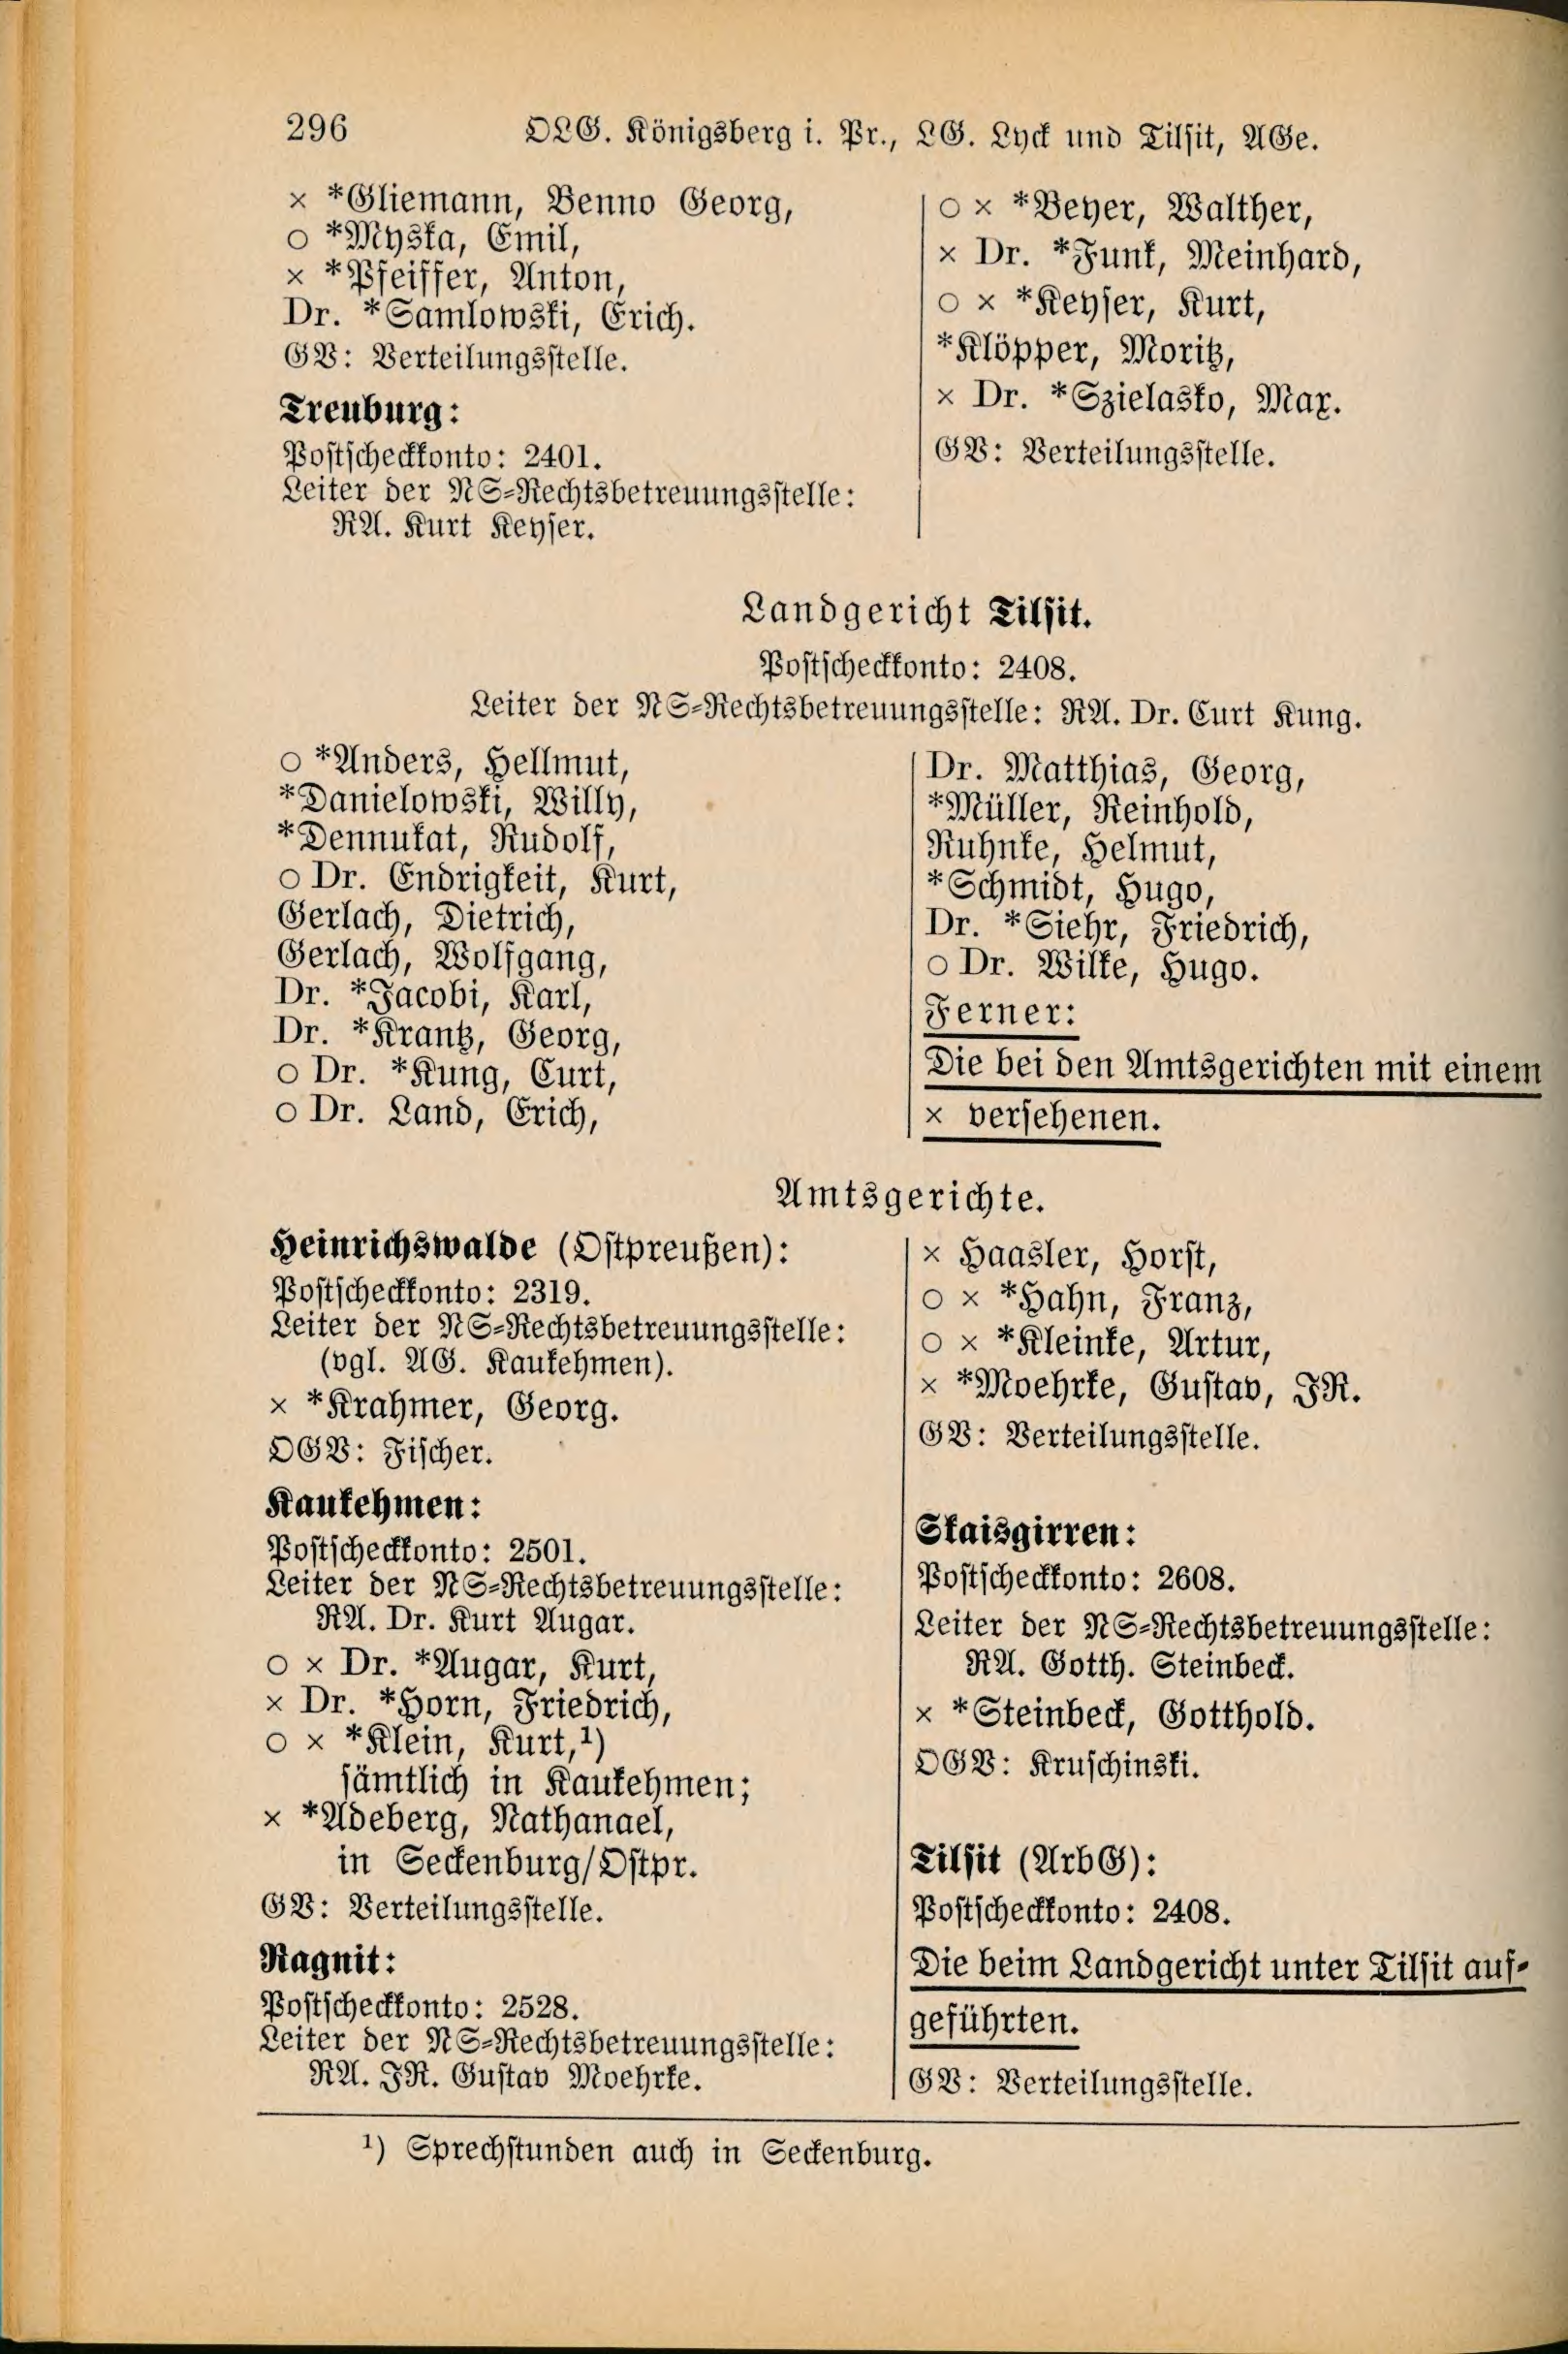 296 OLG. Königsberg i. Pr., LG. Lyck und Tilsit, AGe.
× *Gliemann, Benno Georg,
○ *Myska, Emil,
× *Pfeiffer, Anton,
Dr. *Samlowski, Erich.
GV: Verteilungsstelle.
Treuburg:
Postscheckkonto: 2401.
Leiter der NS-Rechtsbetreuungsstelle:
RA. Kurt Keyser.
○ × *Beyer, Walther,
× Dr. *Funk, Meinhard,
○ × *Keyser, Kurt,
*Klöpper, Moritz,
× Dr. *Szielasko, Max.
GV: Verteilungsstelle.
Landgericht Tilsit.
Postscheckkonto: 2408.
Leiter der NS-Rechtsbetreuungsstelle: RA. Dr. Curt Kung.
○ *Anders, Hellmut,
*Danielowski, Willy,
*Dennukat, Rudolf,
○ Dr. Endrigkeit, Kurt,
Gerlach, Dietrich,
Gerlach, Wolfgang,
Dr. *Jacobi, Karl,
Dr. *Krantz, Georg,
○ Dr. *Kung, Curt,
○ Dr. Land, Erich,
Dr. Matthias, Georg,
*Müller, Reinhold,
Ruhnke, Helmut,
*Schmidt, Hugo,
Dr. *Siehr, Friedrich,
○ Dr. Wilke, Hugo.
Ferner:
Die bei den Amtsgerichten mit einem
× versehenen.
Amtsgerichte.
Heinrichswalde (Ostpreußen):
Postscheckkonto: 2319.
Leiter der NS-Rechtsbetreuungsstelle:
(vgl. AG. Kaukehmen).
× *Krahmer, Georg.
OGV: Fischer.
Kaukehmen:
Postscheckkonto: 2501.
Leiter der NS-Rechtsbetreuungsstelle:
RA. Dr. Kurt Augar.
○ × Dr. *Augar, Kurt,
× Dr. *Horn, Friedrich,
○ × *Klein, Kurt,¹)
sämtlich in Kaukehmen;
× *Adeberg, Nathanael,
in Seckenburg/Ostpr.
GV: Verteilungsstelle.
Ragnit:
Postscheckkonto: 2528.
Leiter der NS-Rechtsbetreuungsstelle:
RA. JR. Gustav Moehrke.
× Haasler, Horst,
○ × *Hahn, Franz,
○ × *Kleinke, Artur,
× *Moehrke, Gustav, JR.
GV: Verteilungsstelle.
Skaisgirren:
Postscheckkonto: 2608.
Leiter der NS-Rechtsbetreuungsstelle:
RA. Gotth. Steinbeck.
× *Steinbeck, Gotthold.
OGV: Kruschinski.
Tilsit (ArbG):
Postscheckkonto: 2408.
Die beim Landgericht unter Tilsit auf-
geführten.
GV: Verteilungsstelle.
¹) Sprechstunden auch in Seckenburg.